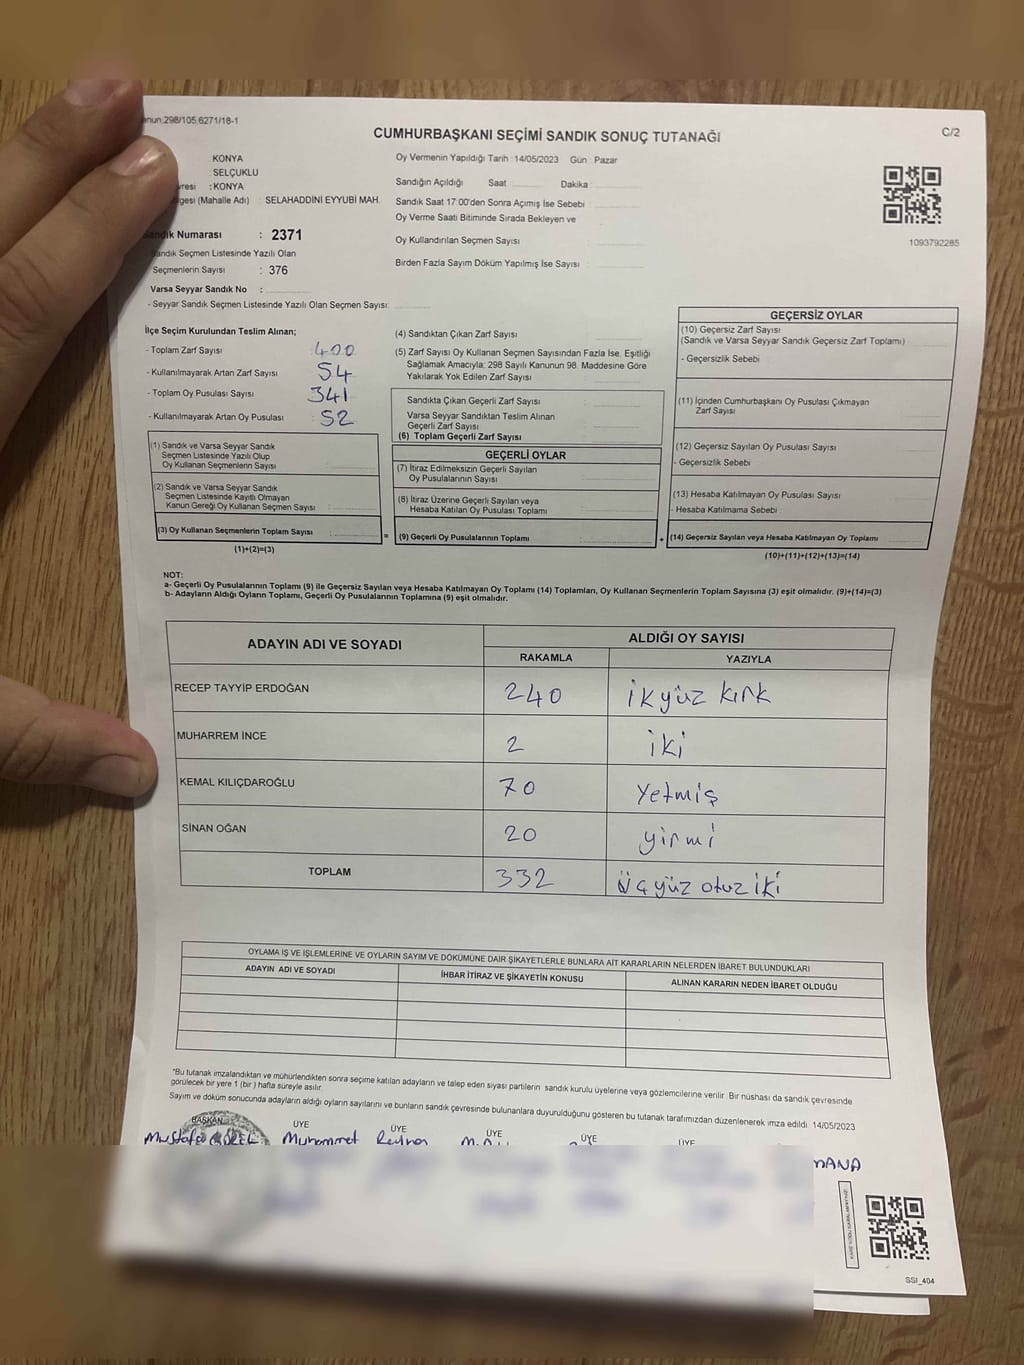 anun:298/105,6271/18-1
C/2
CUMHURBAŞKANI SEÇİMİ SANDIK SONUÇ TUTANAĞI
KONYA
SELÇUKLU
vresi : KONYA
lgesi (Mahalle Adı) : SELAHADDİNİ EYYUBİ MAH.
Sandık Numarası : 2371
Sandık Seçmen Listesinde Yazılı Olan
Seçmenlerin Sayısı : 376
Varsa Seyyar Sandık No :
- Seyyar Sandık Seçmen Listesinde Yazılı Olan Seçmen Sayısı:
Oy Vermenin Yapıldığı Tarih : 14/05/2023 Gün : Pazar
Sandığın Açıldığı Saat Dakika
Sandık Saat 17:00'den Sonra Açımış İse Sebebi :
Oy Verme Saati Bitiminde Sırada Bekleyen ve
Oy Kullandırılan Seçmen Sayısı :
Birden Fazla Sayım Döküm Yapılmış İse Sayısı :
1093792285
İlçe Seçim Kurulundan Teslim Alınan;
- Toplam Zarf Sayısı : 400
- Kullanılmayarak Artan Zarf Sayısı : 54
- Toplam Oy Pusulası Sayısı : 341
- Kullanılmayarak Artan Oy Pusulası : 52
(1) Sandık ve Varsa Seyyar Sandık
Seçmen Listesinde Yazılı Olup
Oy Kullanan Seçmenlerin Sayısı
(2) Sandık ve Varsa Seyyar Sandık
Seçmen Listesinde Kayıtlı Olmayan
Kanun Gereği Oy Kullanan Seçmen Sayısı :
(3) Oy Kullanan Seçmenlerin Toplam Sayısı :
(1)+(2)=(3)
=
(4) Sandıktan Çıkan Zarf Sayısı
(5) Zarf Sayısı Oy Kullanan Seçmen Sayısından Fazla İse, Eşitliği
Sağlamak Amacıyla; 298 Sayılı Kanunun 98. Maddesine Göre
Yakılarak Yok Edilen Zarf Sayısı
Sandıkta Çıkan Geçerli Zarf Sayısı
Varsa Seyyar Sandıktan Teslim Alınan
Geçerli Zarf Sayısı
(6) Toplam Geçerli Zarf Sayısı
GEÇERLİ OYLAR
(7) İtiraz Edilmeksizin Geçerli Sayılan
Oy Pusulalarının Sayısı
(8) İtiraz Üzerine Geçerli Sayılan veya
Hesaba Katılan Oy Pusulası Toplamı
(9) Geçerli Oy Pusulalarının Toplamı :
+
GEÇERSİZ OYLAR
(10) Geçersiz Zarf Sayısı
(Sandık ve Varsa Seyyar Sandık Geçersiz Zarf Toplamı)
- Geçersizlik Sebebi
(11) İçinden Cumhurbaşkanı Oy Pusulası Çıkmayan
Zarf Sayısı
(12) Geçersiz Sayılan Oy Pusulası Sayısı
- Geçersizlik Sebebi
(13) Hesaba Katılmayan Oy Pusulası Sayısı
- Hesaba Katılmama Sebebi :
(14) Geçersiz Sayılan veya Hesaba Katılmayan Oy Toplamı
(10)+(11)+(12)+(13)=(14)
NOT:
a- Geçerli Oy Pusulalarının Toplamı (9) ile Geçersiz Sayılan veya Hesaba Katılmayan Oy Toplamı (14) Toplamları, Oy Kullanan Seçmenlerin Toplam Sayısına (3) eşit olmalıdır. (9)+(14)=(3)
b- Adayların Aldığı Oyların Toplamı, Geçerli Oy Pusulalarının Toplamına (9) eşit olmalıdır.
ADAYIN ADI VE SOYADI
ALDIĞI OY SAYISI
RAKAMLA YAZIYLA
RECEP TAYYİP ERDOĞAN 240 ikyüz kırk
MUHARREM İNCE 2 iki
KEMAL KILIÇDAROĞLU 70 yetmiş
SİNAN OĞAN 20 yirmi
TOPLAM 332 üçyüz otuz iki
OYLAMA İŞ VE İŞLEMLERİNE VE OYLARIN SAYIM VE DÖKÜMÜNE DAİR ŞİKAYETLERLE BUNLARA AİT KARARLARIN NELERDEN İBARET BULUNDUKLARI
ADAYIN ADI VE SOYADI İHBAR İTİRAZ VE ŞİKAYETİN KONUSU ALINAN KARARIN NEDEN İBARET OLDUĞU
"Bu tutanak imzalandıktan ve mühürlendikten sonra seçime katılan adayların ve talep eden siyasi partilerin sandık kurulu üyelerine veya gözlemcilerine verilir. Bir nüshası da sandık çevresinde
görülecek bir yere 1 (bir) hafta süreyle asılır.
Sayım ve döküm sonucunda adayların aldığı oyların sayılarını ve bunların sandık çevresinde bulunanlara duyurulduğunu gösteren bu tutanak tarafımızdan düzenlenerek imza edildi. 14/05/2023
BAŞKAN ÜYE ÜYE ÜYE ÜYE ÜYE
Mustafa Muhammet
SSI_404